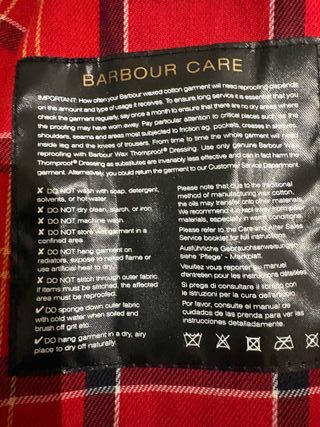 BARBOUR CARE
IMPORTANT: How often your Barbour waxed cotton garment will need reproofing depends
on the amount and type of usage it receives. To ensure long service it is essential that you
check the garment regularly, say once a month to ensure that there are no dry areas where
the proofing may have worn away. Pay particular attention to critical places such as the
shoulders, seams and areas most subjected to friction eg. pockets, creases in sleeves,
inside leg and the knees of trousers. From time to time the whole garment will need
reproofing with Barbour Wax Thornproof® Dressing. Use only genuine Barbour Wax
Thornproof® Dressing as substitutes are invariably less effective and can in fact harm the
garment. Alternatively, you could return the garment to our Customer Service Department.
✘ DO NOT wash with soap, detergent,
solvents, or hot water.
✘ DO NOT dry clean, starch, or iron.
✘ DO NOT machine wash.
✘ DO NOT store wet garment in a
confined area
✘ DO NOT hang garment on
radiators, expose to naked flame or
use artificial heat to dry.
✘ DO NOT stitch through outer fabric.
If items must be stitched, the affected
area must be reproofed.
✓ DO sponge down outer fabric
with cold water when soiled and
brush off grit etc.
✓ DO hang garment in a dry, airy
place to dry off naturally.
Please note that due to the traditional
method of manufacturing wax cotton,
the oils may transfer onto other materials.
We recommend it is kept away from pale
materials, especially in warm conditions.
Please refer to the Care and After Sales
Service booklet for full instructions.
Ausführliche Gebrauchsanweisungen
siehe 'Pflege' - Merkblatt.
Veuillez vous reporter au manuel
d'entretien pour les instructions détaillées.
Si prega di consultare il libretto con
le istruzioni per la cura dell'indumento.
Por favor, consulte el manual de
cuidados de las prenda para ver las
instrucciones detalladamente.